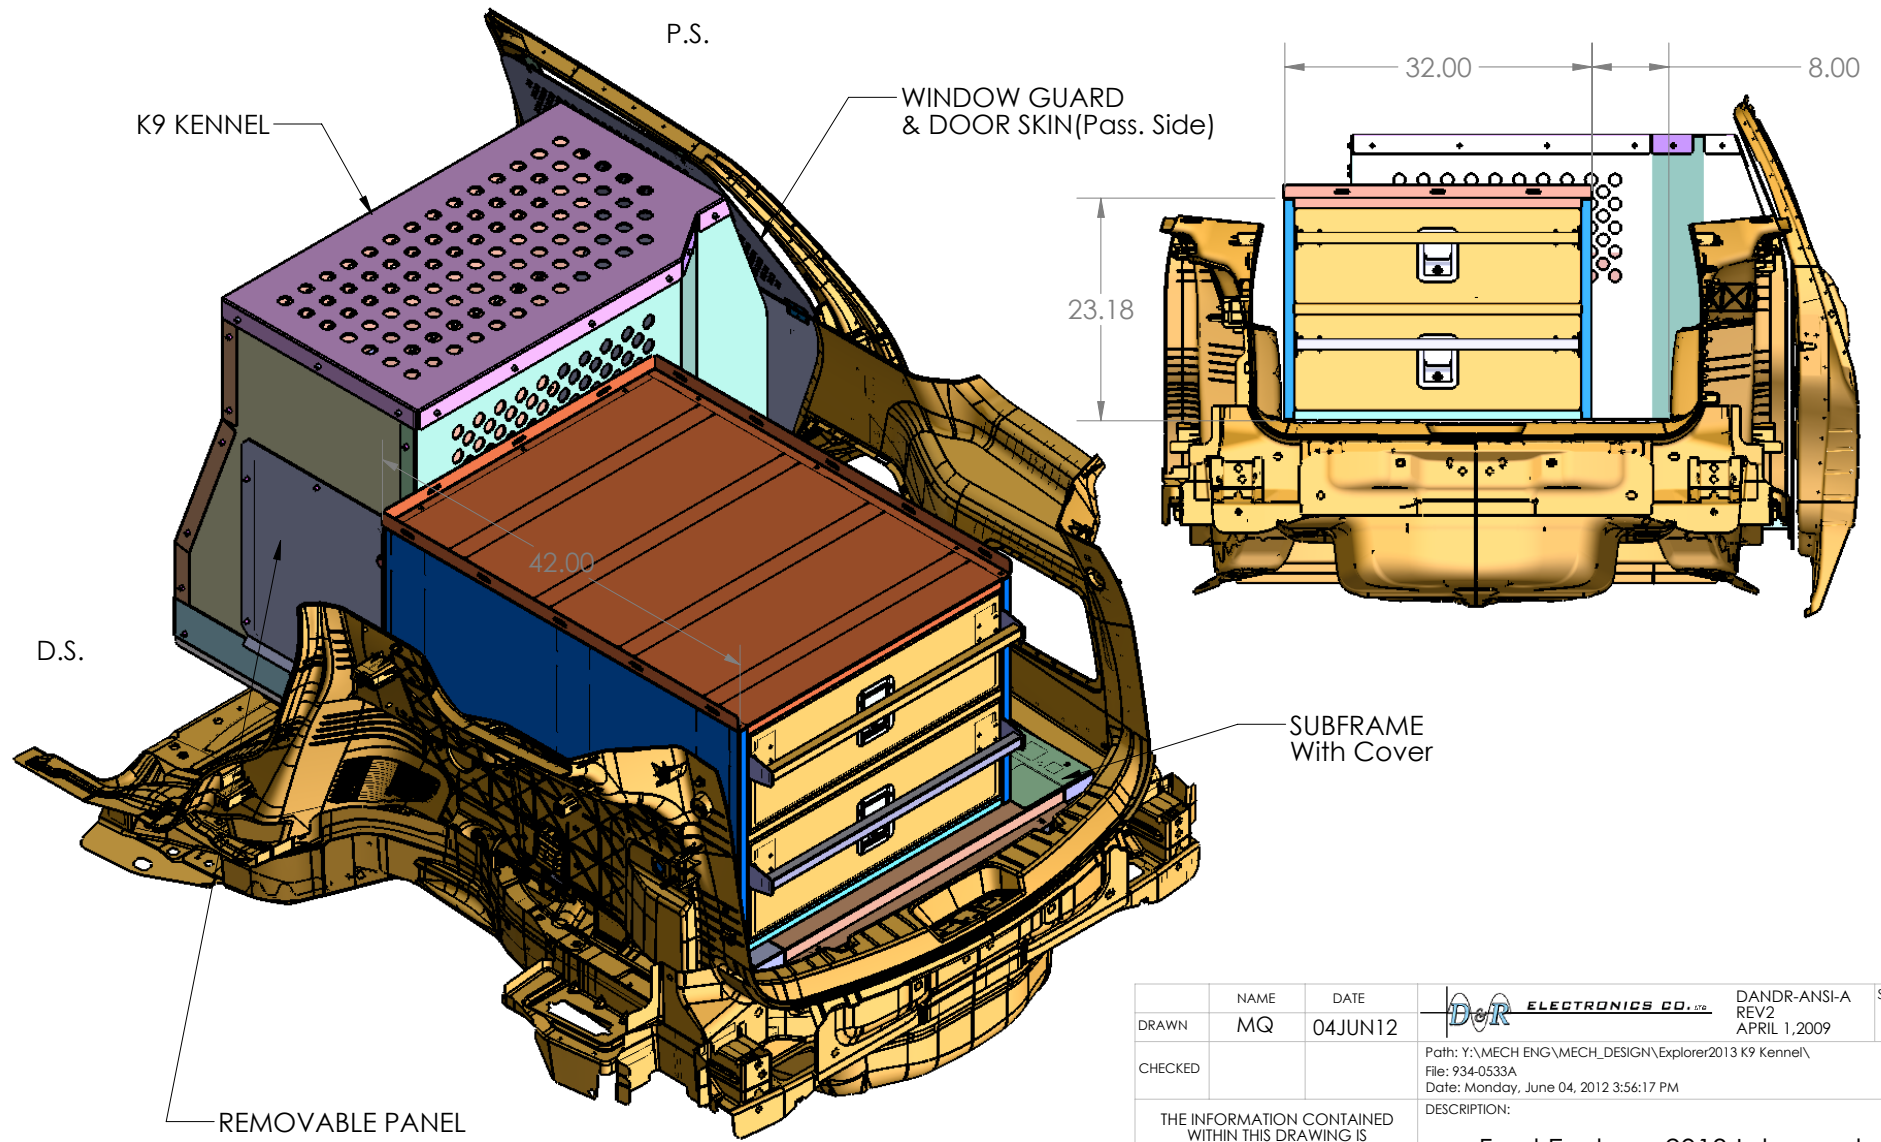 P.S.
K9 KENNEL
WINDOW GUARD
& DOOR SKIN(Pass. Side)
32.00
8.00
23.18
42.00
D.S.
SUBFRAME
With Cover
REMOVABLE PANEL
NAME
DATE
DRAWN
MQ
04JUN12
CHECKED
D&R ELECTRONICS CO. LTD
DANDR-ANSI-A
REV2
APRIL 1,2009
Path: Y:\MECH ENG\MECH_DESIGN\Explorer2013 K9 Kennel\
File: 934-0533A
Date: Monday, June 04, 2012 3:56:17 PM
THE INFORMATION CONTAINED
WITHIN THIS DRAWING IS
DESCRIPTION: